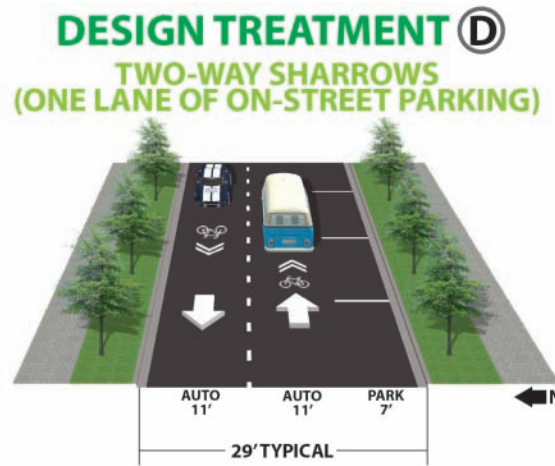 DESIGN TREATMENT D
TWO-WAY SHARROWS
(ONE LANE OF ON-STREET PARKING)
AUTO AUTO PARK
11' 11' 7'
N
29' TYPICAL